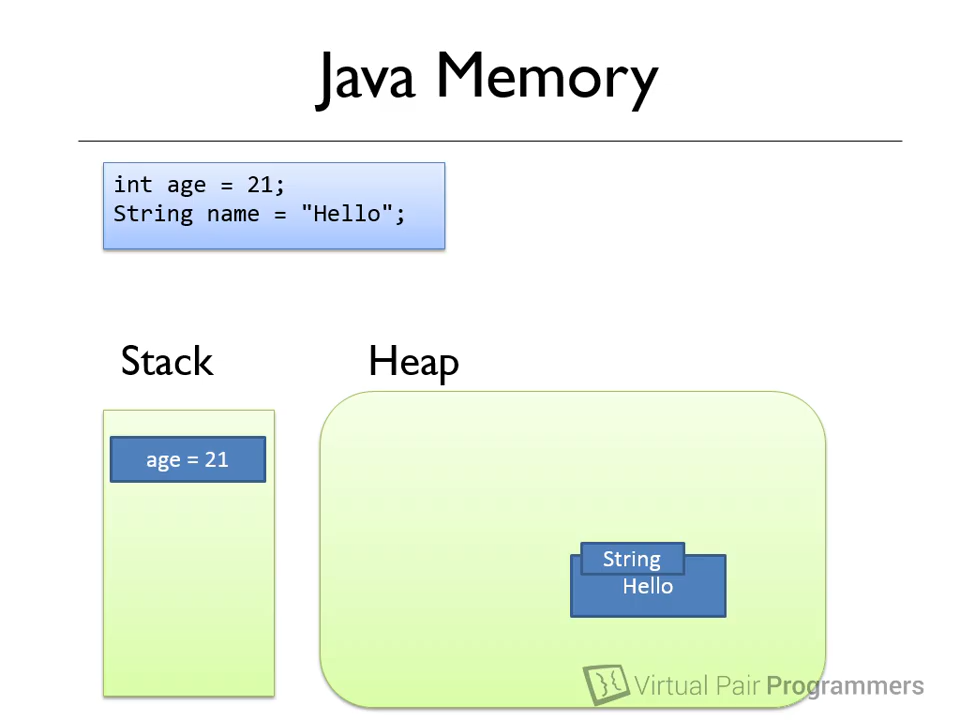 Java Memory
int age = 21;
String name = "Hello";
Stack
Heap
age = 21
String
Hello
Virtual Pair Programmers